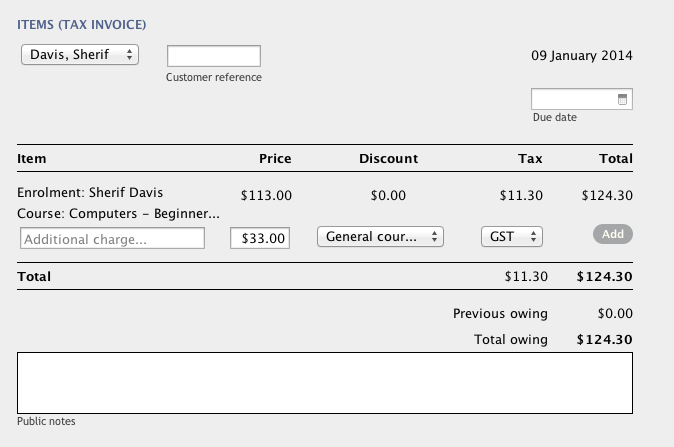 ITEMS (TAX INVOICE)
Davis, Sherif
09 January 2014
Customer reference
Due date
Item Price Discount Tax Total
Enrolment: Sherif Davis $113.00 $0.00 $11.30 $124.30
Course: Computers – Beginner...
Additional charge... $33.00 General cour... GST Add
Total $11.30 $124.30
Previous owing $0.00
Total owing $124.30
Public notes